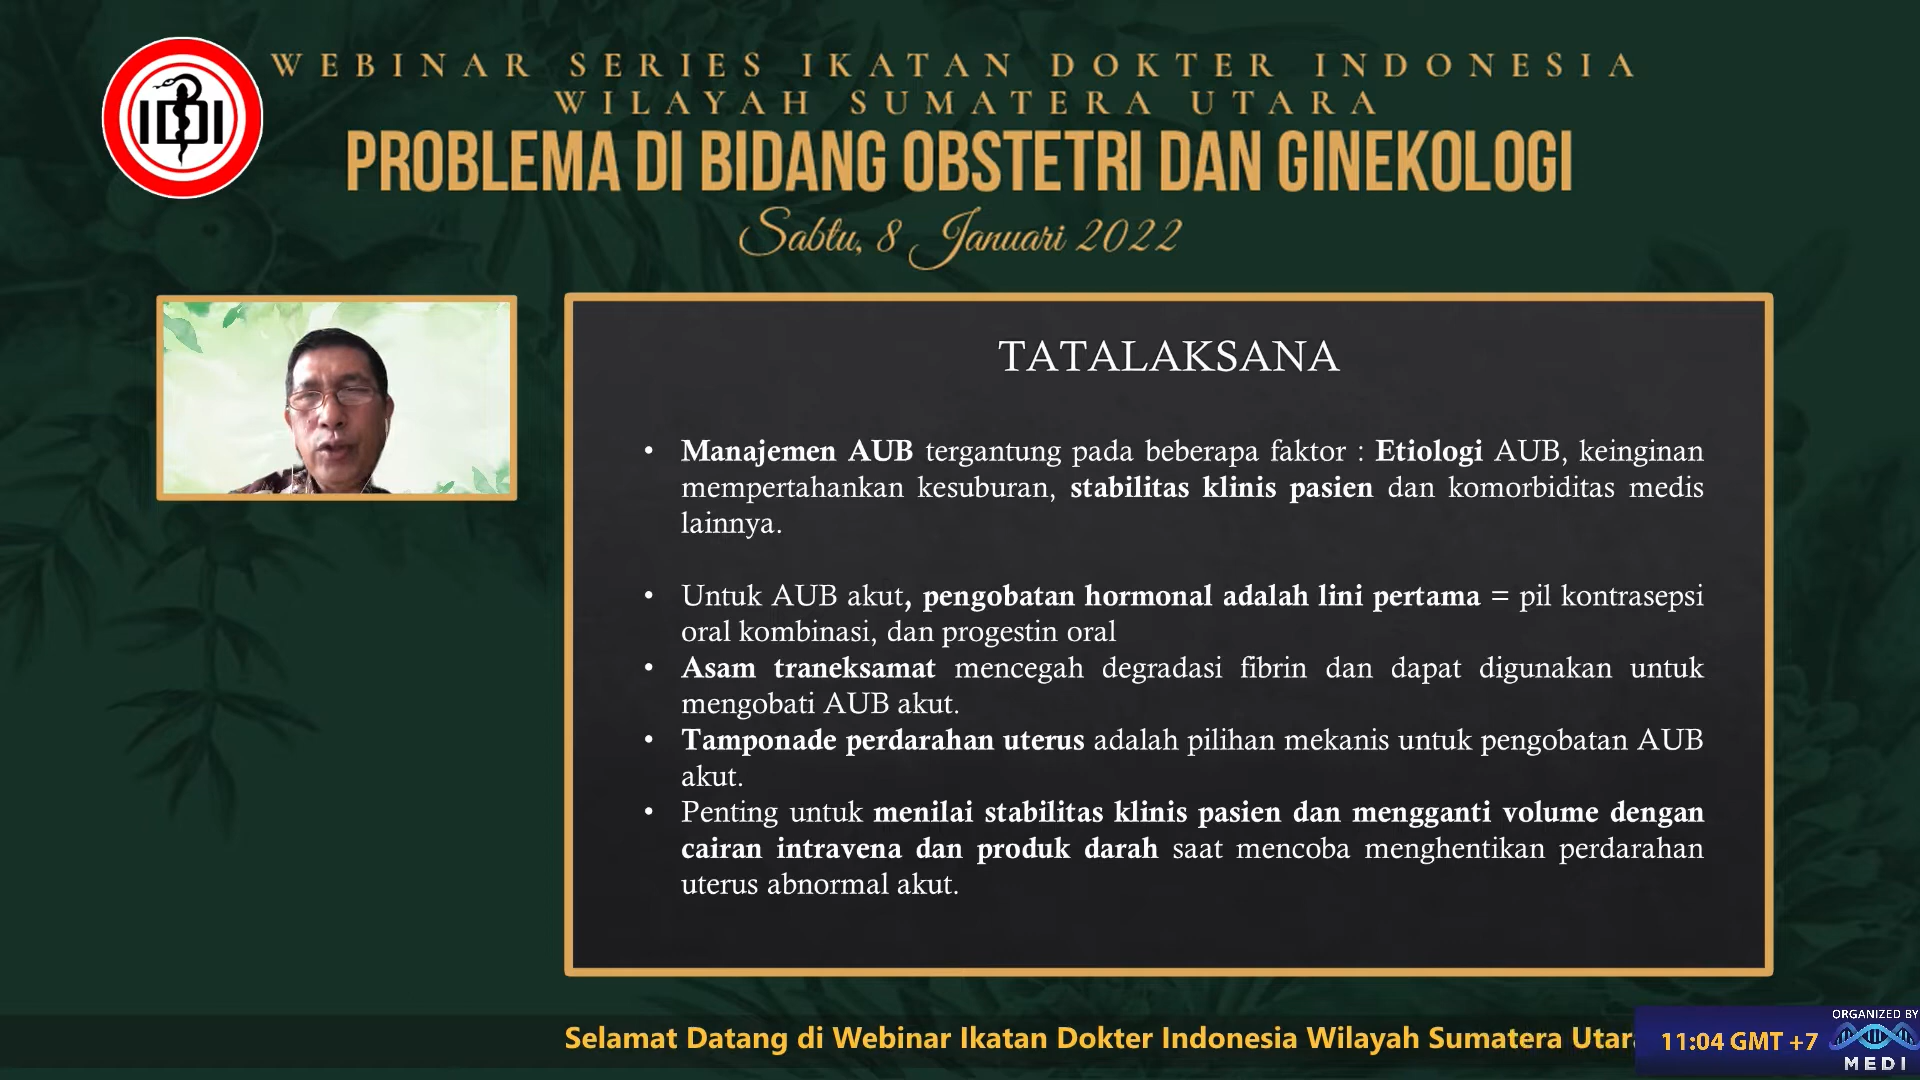 WEBINAR SERIES IKATAN DOKTER INDONESIA
WILAYAH SUMATERA UTARA
PROBLEMA DI BIDANG OBSTETRI DAN GINEKOLOGI
Sabtu, 8 Januari 2022
IDI
TATALAKSANA
• Manajemen AUB tergantung pada beberapa faktor : Etiologi AUB, keinginan
mempertahankan kesuburan, stabilitas klinis pasien dan komorbiditas medis
lainnya.
• Untuk AUB akut, pengobatan hormonal adalah lini pertama = pil kontrasepsi
oral kombinasi, dan progestin oral
• Asam traneksamat mencegah degradasi fibrin dan dapat digunakan untuk
mengobati AUB akut.
• Tamponade perdarahan uterus adalah pilihan mekanis untuk pengobatan AUB
akut.
• Penting untuk menilai stabilitas klinis pasien dan mengganti volume dengan
cairan intravena dan produk darah saat mencoba menghentikan perdarahan
uterus abnormal akut.
Selamat Datang di Webinar Ikatan Dokter Indonesia Wilayah Sumatera Utara
11:04 GMT +7
ORGANIZED BY
MEDI